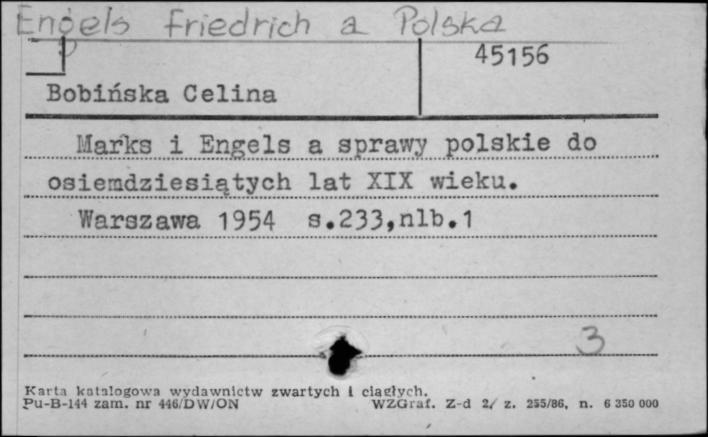 Engels Friedrich a Polska
45156
Bobińska Celina
Marks i Engels a sprawy polskie do
osiemdziesiątych lat XIX wieku.
Warszawa 1954 s.233,nlb.1
3
Karta katalogowa wydawnictw zwartych i ciągłych.
Pu-B-144 zam. nr 446/DW/ON WZGraf. Z-d 2/ z. 255/86, n. 6 350 000